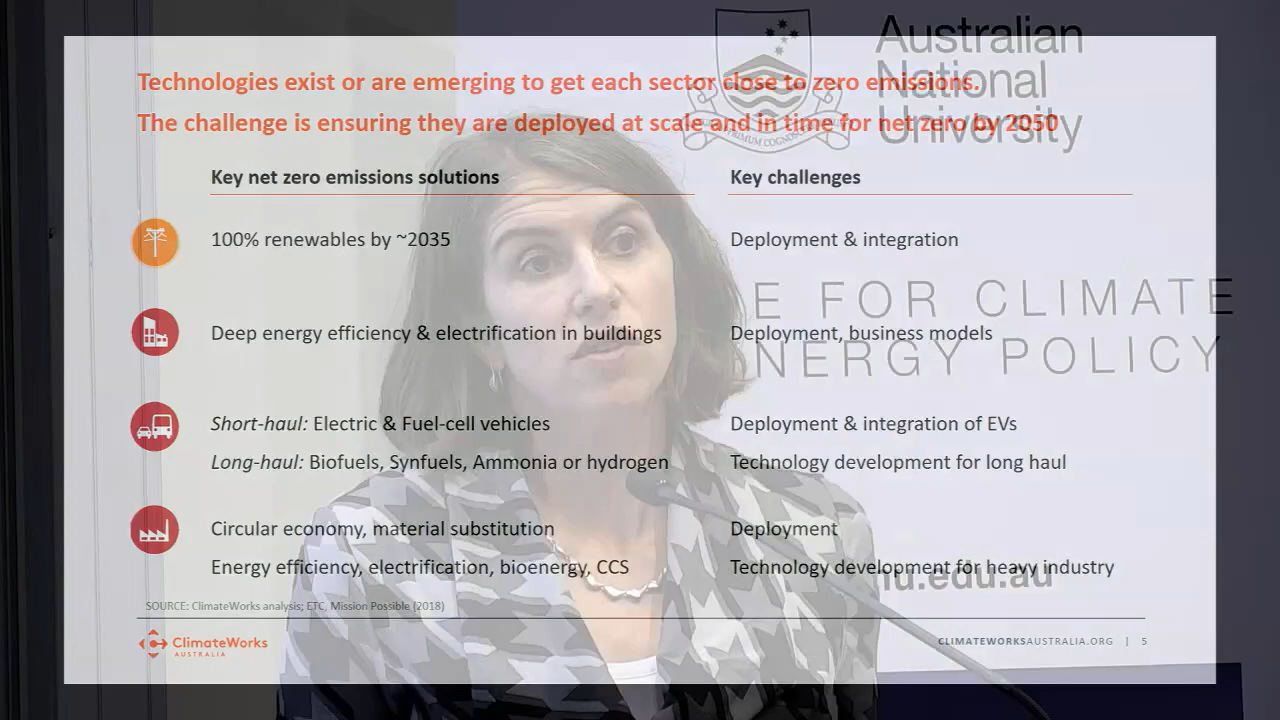 Australian
National
University
Technologies exist or are emerging to get each sector close to zero emissions.
The challenge is ensuring they are deployed at scale and in time for net zero by 2050
Key net zero emissions solutions
Key challenges
100% renewables by ~2035
Deployment & integration
E FOR CLIMATE
Deep energy efficiency & electrification in buildings
Deployment, business models
NERGY POLICY
Short-haul: Electric & Fuel-cell vehicles
Deployment & integration of EVs
Long-haul: Biofuels, Synfuels, Ammonia or hydrogen
Technology development for long haul
Circular economy, material substitution
Deployment
Energy efficiency, electrification, bioenergy, CCS
Technology development for heavy industry
nu.edu.au
SOURCE: ClimateWorks analysis; ETC, Mission Possible (2018)
ClimateWorks
AUSTRALIA
CLIMATEWORKSAUSTRALIA.ORG | 5